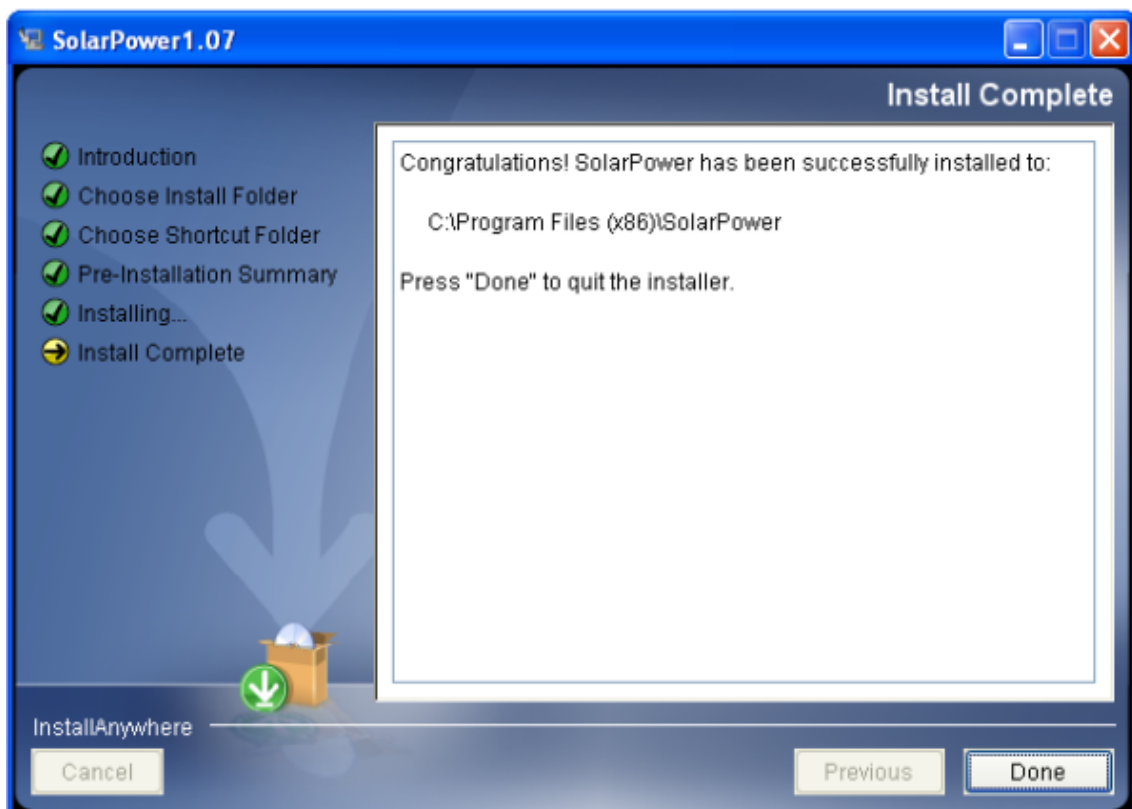 SolarPower1.07
Install Complete
Introduction
Choose Install Folder
Choose Shortcut Folder
Pre-Installation Summary
Installing...
Install Complete
Congratulations! SolarPower has been successfully installed to:
C:\Program Files (x86)\SolarPower
Press "Done" to quit the installer.
InstallAnywhere
Cancel
Previous
Done